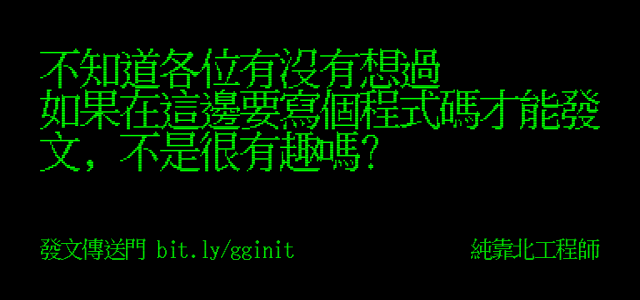 不知道各位有沒有想過
如果在這邊要寫個程式碼才能發
文，不是很有趣嗎?
發文傳送門 bit.ly/gginit
純靠北工程師